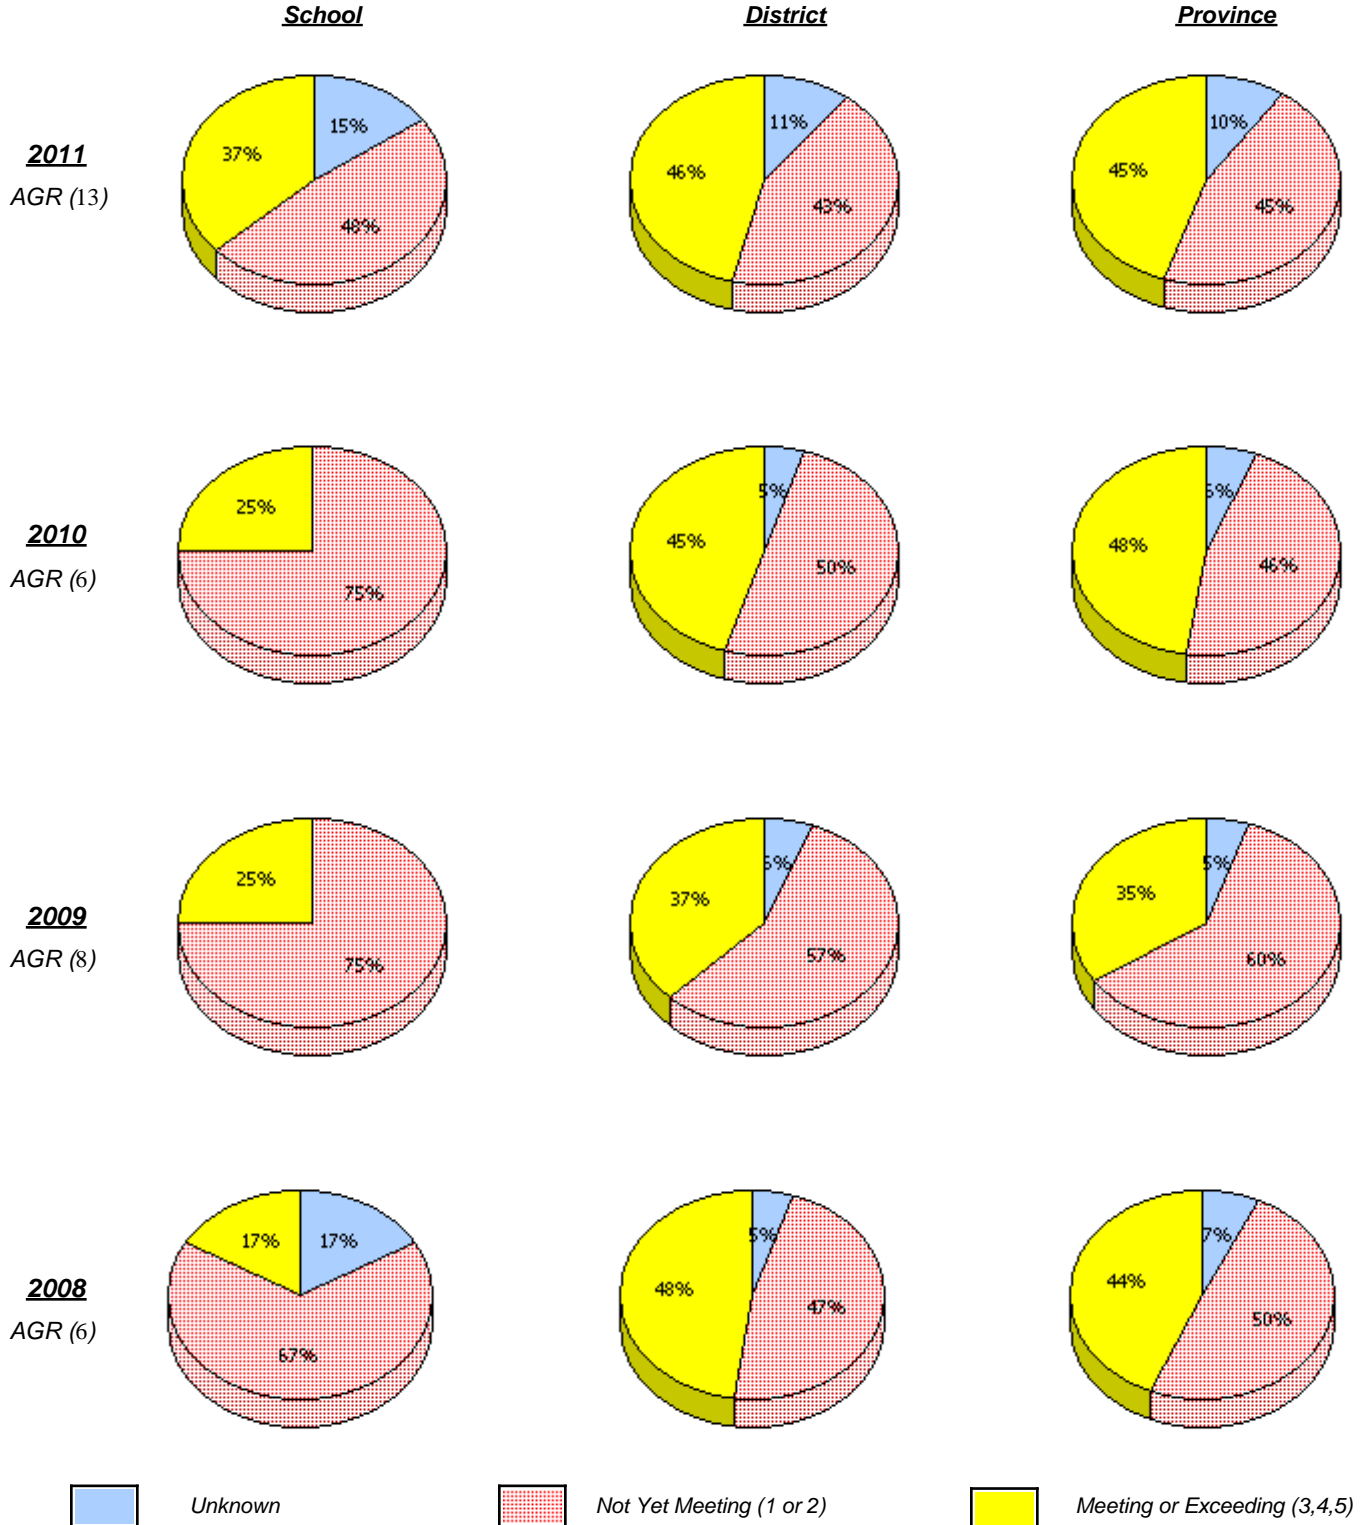 School District Province
2011
AGR (13)
37% 15% 48%
46% 11% 43%
45% 10% 45%
2010
AGR (6)
25% 75%
45% 5% 50%
48% 6% 46%
2009
AGR (8)
25% 75%
37% 6% 57%
35% 5% 60%
2008
AGR (6)
17% 17% 67%
48% 5% 47%
44% 7% 50%
Unknown Not Yet Meeting (1 or 2) Meeting or Exceeding (3,4,5)